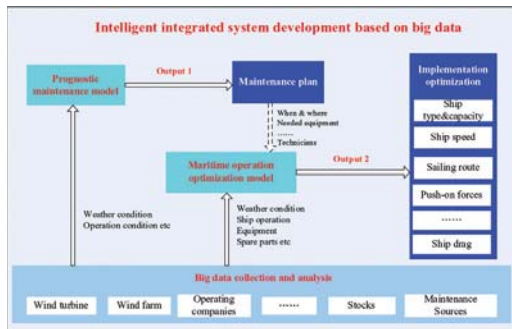 Intelligent integrated system development based on big data
Prognostic
maintenance model
Output 1
Maintenance plan
Implementation
optimization
Ship
type&capacity
Ship speed
Sailing route
Push-on forces
......
Ship drag
When & where
Needed equipment
......
Technicians
Maritime operation
optimization model
Output 2
Weather condition
Operation condition etc
Weather condition
Ship operation
Equipment
Spare parts etc
Big data collection and analysis
Wind turbine
Wind farm
Operating
companies
......
Stocks
Maintenance
Sources